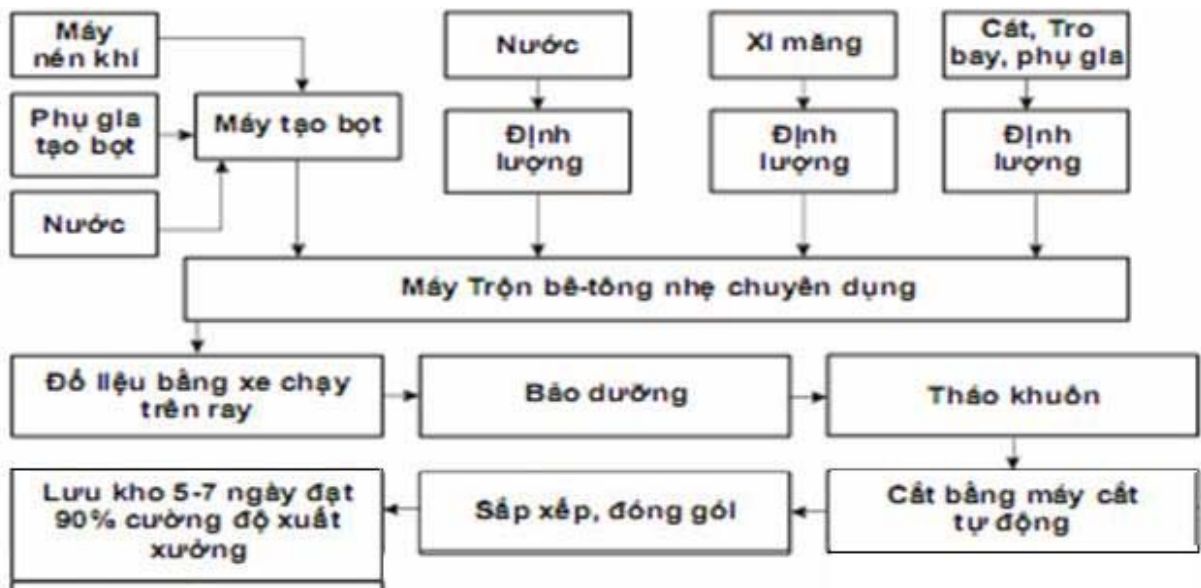 Máy
nén khí
Nước
Xi măng
Cát, Tro
bay, phụ gia
Phụ gia
tạo bọt
Máy tạo bọt
Định
lượng
Định
lượng
Định
lượng
Nước
Máy Trộn bê-tông nhẹ chuyên dụng
Đổ liệu bằng xe chạy
trên ray
Bảo dưỡng
Tháo khuôn
Lưu kho 5-7 ngày đạt
90% cường độ xuất
xưởng
Sắp xếp, đóng gói
Cắt bằng máy cắt
tự động